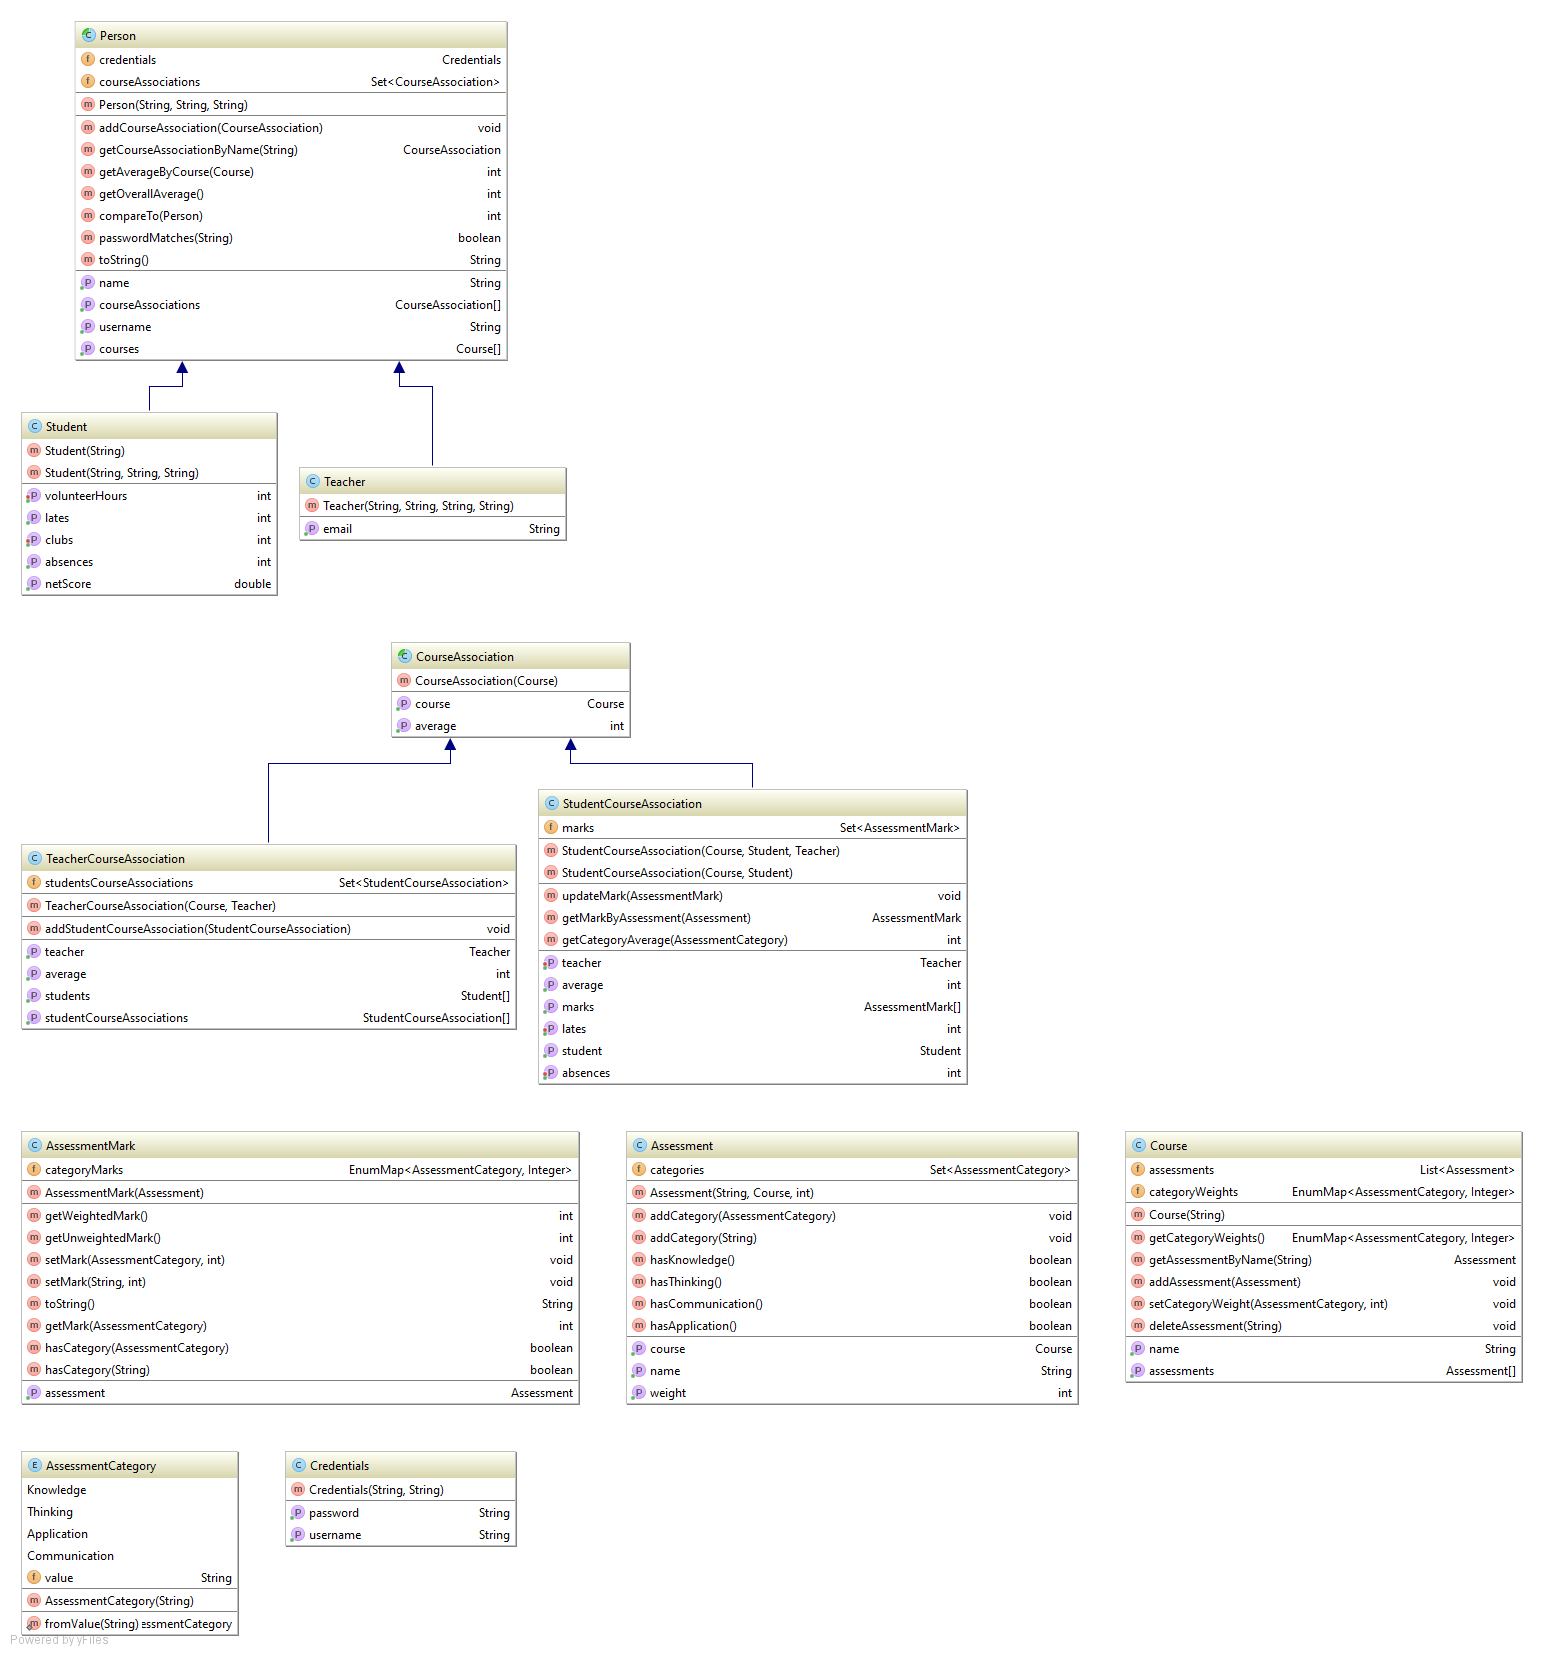 Person
credentials Credentials
courseAssociations Set<CourseAssociation>
Person(String, String, String)
addCourseAssociation(CourseAssociation) void
getCourseAssociationByName(String) CourseAssociation
getAverageByCourse(Course) int
getOverallAverage() int
compareTo(Person) int
passwordMatches(String) boolean
toString() String
name String
courseAssociations CourseAssociation[]
username String
courses Course[]
Student
Student(String)
Student(String, String, String)
volunteerHours int
lates int
clubs int
absences int
netScore double
Teacher
Teacher(String, String, String, String)
email String
CourseAssociation
CourseAssociation(Course)
course Course
average int
TeacherCourseAssociation
studentsCourseAssociations Set<StudentCourseAssociation>
TeacherCourseAssociation(Course, Teacher)
addStudentCourseAssociation(StudentCourseAssociation) void
teacher Teacher
average int
students Student[]
studentCourseAssociations StudentCourseAssociation[]
StudentCourseAssociation
marks Set<AssessmentMark>
StudentCourseAssociation(Course, Student, Teacher)
StudentCourseAssociation(Course, Student)
updateMark(AssessmentMark) void
getMarkByAssessment(Assessment) AssessmentMark
getCategoryAverage(AssessmentCategory) int
teacher Teacher
average int
marks AssessmentMark[]
lates int
student Student
absences int
AssessmentMark
categoryMarks EnumMap<AssessmentCategory, Integer>
AssessmentMark(Assessment)
getWeightedMark() int
getUnweightedMark() int
setMark(AssessmentCategory, int) void
setMark(String, int) void
toString() String
getMark(AssessmentCategory) int
hasCategory(AssessmentCategory) boolean
hasCategory(String) boolean
assessment Assessment
Assessment
categories Set<AssessmentCategory>
Assessment(String, Course, int)
addCategory(AssessmentCategory) void
addCategory(String) void
hasKnowledge() boolean
hasThinking() boolean
hasCommunication() boolean
hasApplication() boolean
course Course
name String
weight int
Course
assessments List<Assessment>
categoryWeights EnumMap<AssessmentCategory, Integer>
Course(String)
getCategoryWeights() EnumMap<AssessmentCategory, Integer>
getAssessmentByName(String) Assessment
addAssessment(Assessment) void
setCategoryWeight(AssessmentCategory, int) void
deleteAssessment(String) void
name String
assessments Assessment[]
AssessmentCategory
Knowledge
Thinking
Application
Communication
value String
AssessmentCategory(String)
fromValue(String) essmentCategory
Credentials
Credentials(String, String)
password String
username String
Powered by yFiles